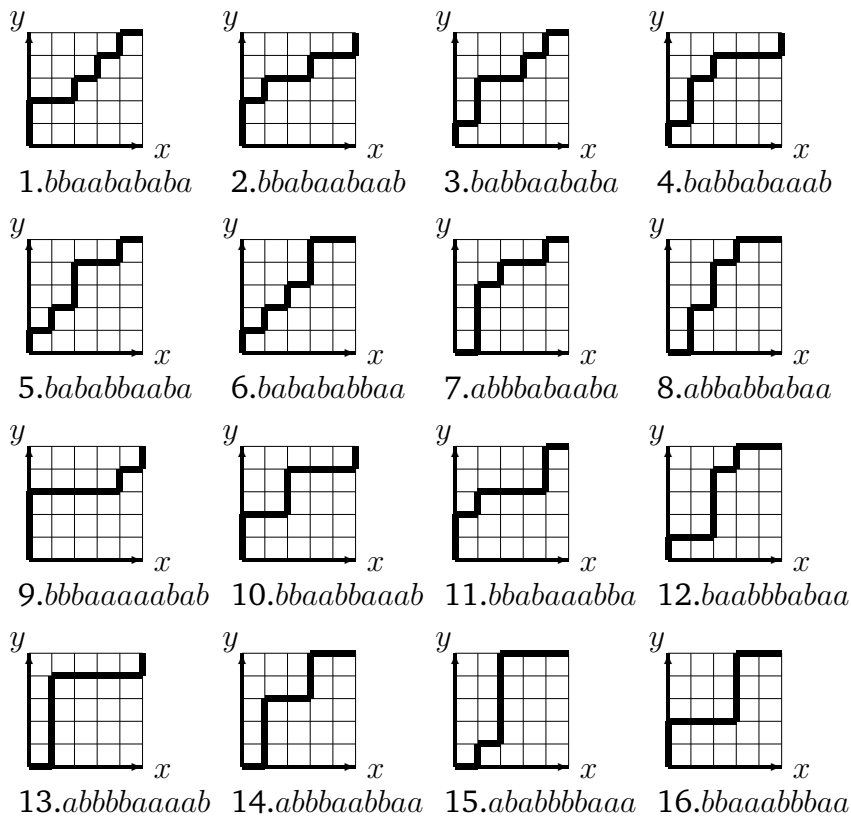 y y y y
x x x x
1.bbaabababa 2.bbabaabaab 3.babbaababa 4.babbabaaab
y y y y
x x x x
5.bababbaaba 6.babababbaa 7.abbbabaaba 8.abbabbabaa
y y y y
x x x x
9.bbbaaaaabab 10.bbaabbaaab 11.bbabaaabba 12.baabbbabaa
y y y y
x x x x
13.abbbbaaaab 14.abbbaabbaa 15.ababbbbaaa 16.bbaaabbbaa